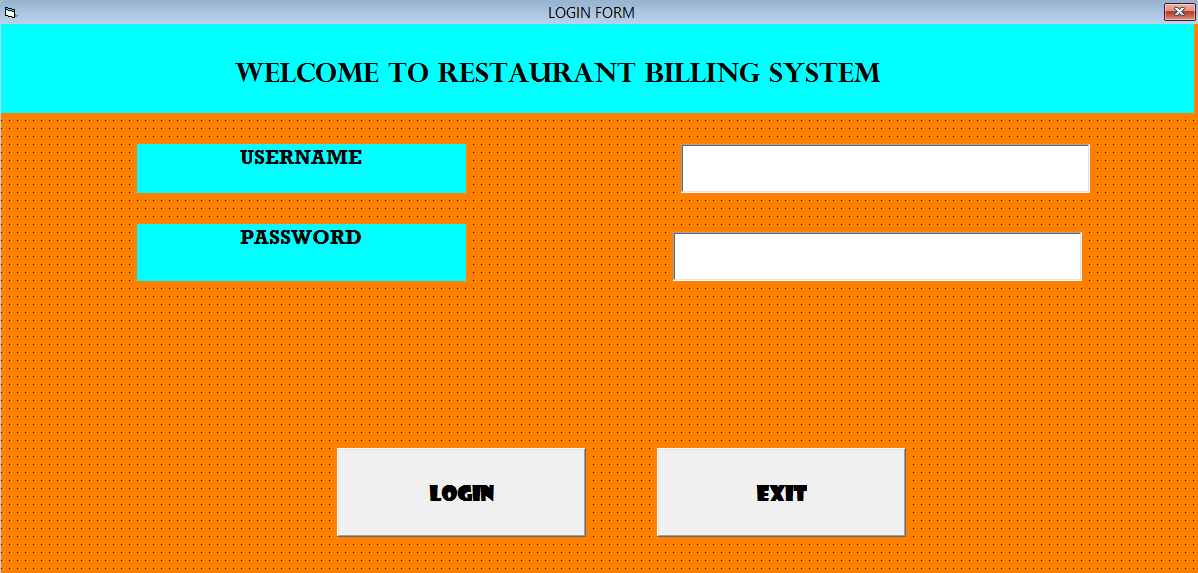 LOGIN FORM
WELCOME TO RESTAURANT BILLING SYSTEM
USERNAME
PASSWORD
LOGIN
EXIT